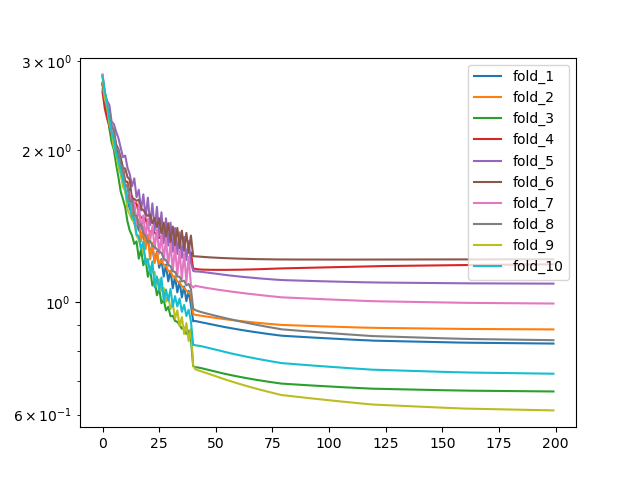 3 × 10⁰
2 × 10⁰
10⁰
6 × 10⁻¹
0 25 50 75 100 125 150 175 200
fold_1
fold_2
fold_3
fold_4
fold_5
fold_6
fold_7
fold_8
fold_9
fold_10